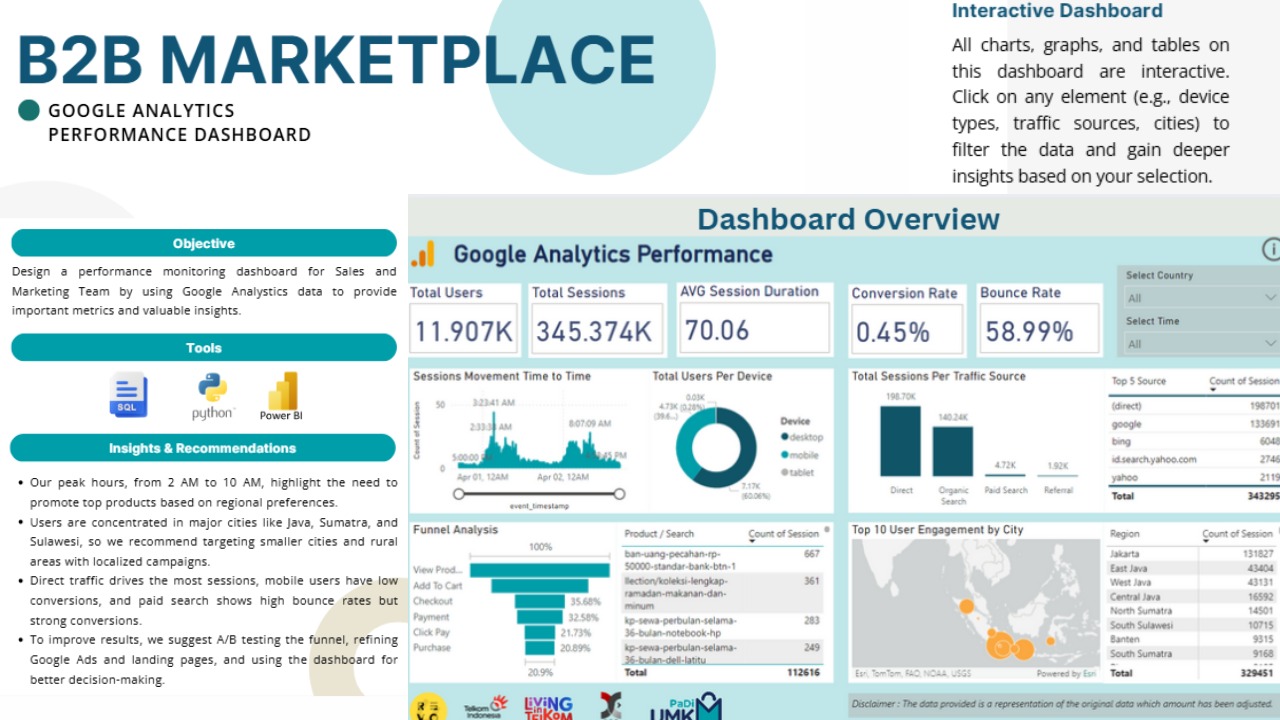 B2B MARKETPLACE
GOOGLE ANALYTICS
PERFORMANCE DASHBOARD
Interactive Dashboard
All charts, graphs, and tables on
this dashboard are interactive.
Click on any element (e.g., device
types, traffic sources, cities) to
filter the data and gain deeper
insights based on your selection.
Objective
Design a performance monitoring dashboard for Sales and
Marketing Team by using Google Analystics data to provide
important metrics and valuable insights.
Tools
SQL
python
Power BI
Insights & Recommendations
• Our peak hours, from 2 AM to 10 AM, highlight the need to
promote top products based on regional preferences.
• Users are concentrated in major cities like Java, Sumatra, and
Sulawesi, so we recommend targeting smaller cities and rural
areas with localized campaigns.
• Direct traffic drives the most sessions, mobile users have low
conversions, and paid search shows high bounce rates but
strong conversions.
• To improve results, we suggest A/B testing the funnel, refining
Google Ads and landing pages, and using the dashboard for
better decision-making.
Dashboard Overview
Google Analytics Performance
Total Users
11.907K
Total Sessions
345.374K
AVG Session Duration
70.06
Conversion Rate
0.45%
Bounce Rate
58.99%
Select Country
All
Select Time
All
Sessions Movement Time to Time
Count of Session
50
0
3:23:41 AM
2:33:31 AM
8:07:09 AM
Apr 01, 12AM
Apr 02, 12AM
event_timestamp
Total Users Per Device
0.03K
(0.28%)
4.73K
(39.6...)
7.17K
(60.06%)
Device
desktop
mobile
tablet
Total Sessions Per Traffic Source
198.70K
140.24K
4.72K
1.92K
Direct
Organic
Search
Paid Search
Referral
Top 5 Source Count of Session
(direct) 198701
google 133691
bing 6048
id.search.yahoo.com 2746
yahoo 2119
Total 343295
Funnel Analysis
100%
View Prod...
Add To Cart
Checkout 35.68%
Payment 32.58%
Click Pay 21.73%
Purchase 20.89%
20.9%
Product / Search Count of Session
ban-uang-pecahan-rp- 667
50000-standar-bank-btn-1
llection/koleksi-lengkap- 361
ramadan-makanan-dan-
minum
kp-sewa-perbulan-selama- 283
36-bulan-notebook-hp
kp-sewa-perbulan-selama- 249
36-bulan-dell-latitu
Total 112616
Top 10 User Engagement by City
Esri, TomTom, FAO, NOAA, USGS
Powered by Esri
Region Count of Session
Jakarta 131827
East Java 43404
West Java 43131
Central Java 16592
North Sumatra 14501
South Sulawesi 10715
Banten 9315
South Sumatra 9168
Total 329451
Telkom
Indonesia
LiViNG
in
TELKOM
PaDi
UMK
Disclaimer : The data provided is a representation of the original data which amount has been adjusted.